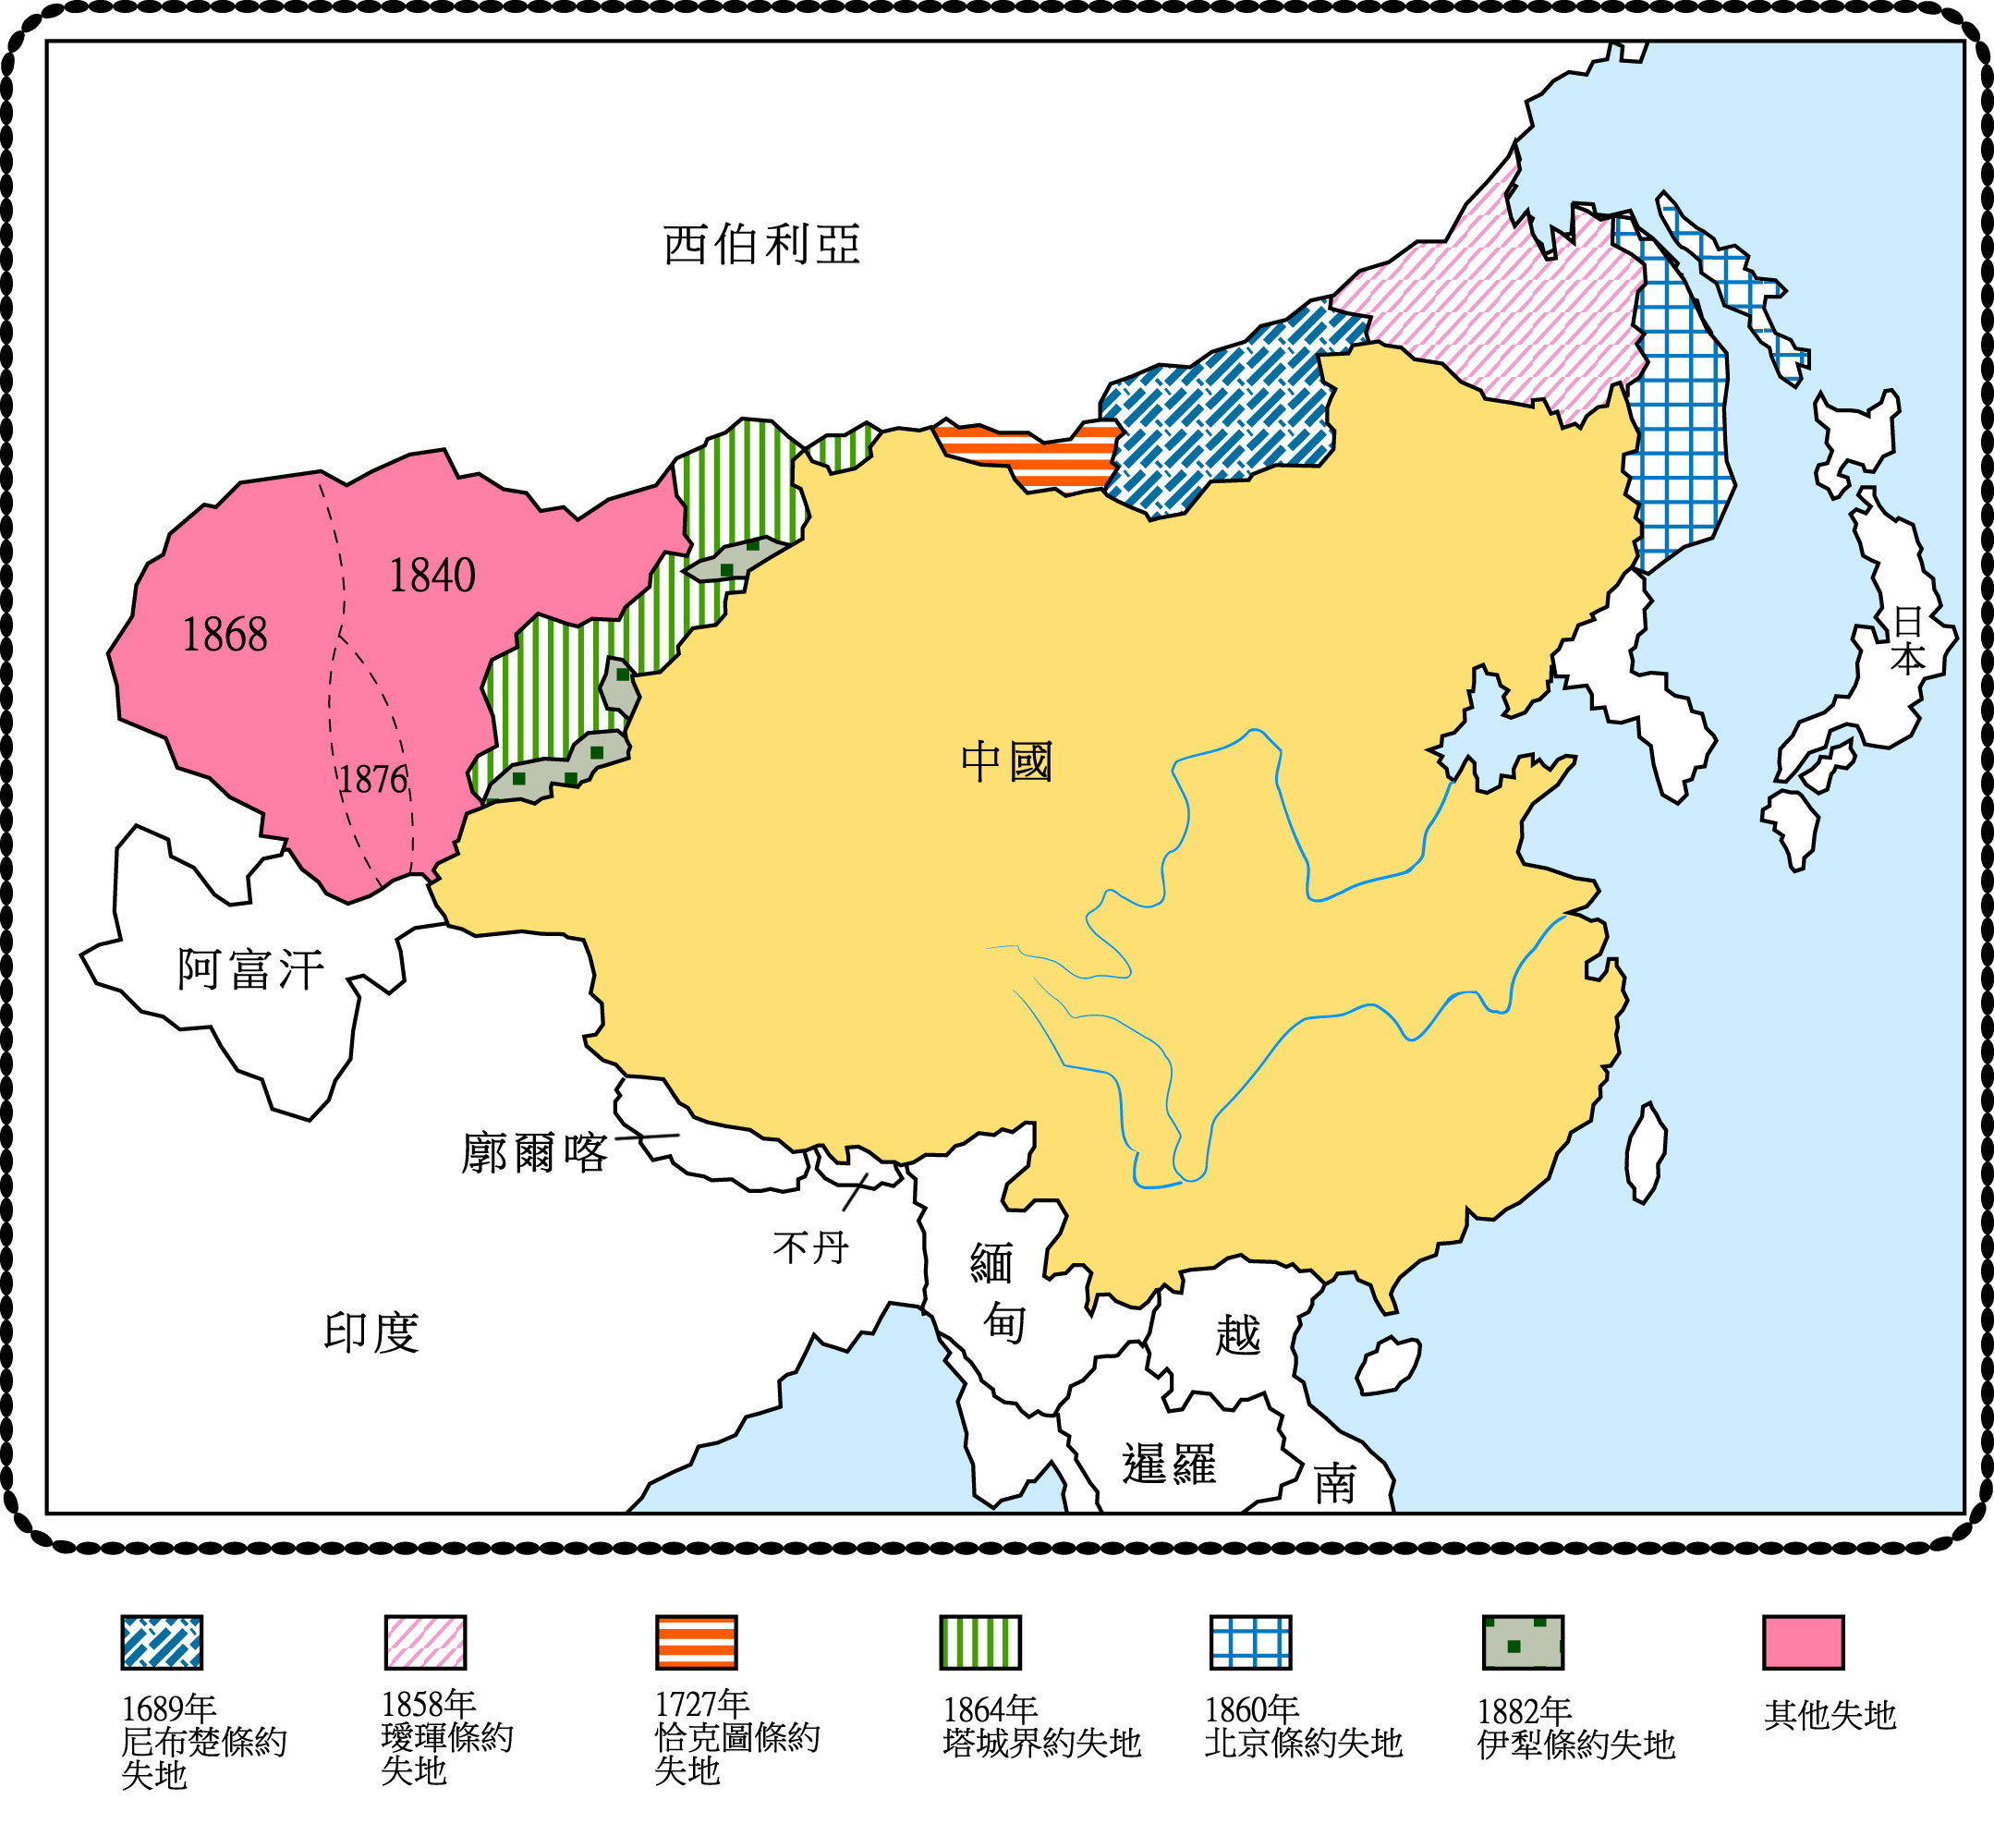 西伯利亞
1840
1868
1876
日本
中國
阿富汗
廓爾喀
不丹
緬
甸
印度
越
暹羅
南
1689年
尼布楚條約
失地
1858年
璦琿條約
失地
1727年
恰克圖條約
失地
1864年
塔城界約失地
1860年
北京條約失地
1882年
伊犁條約失地
其他失地